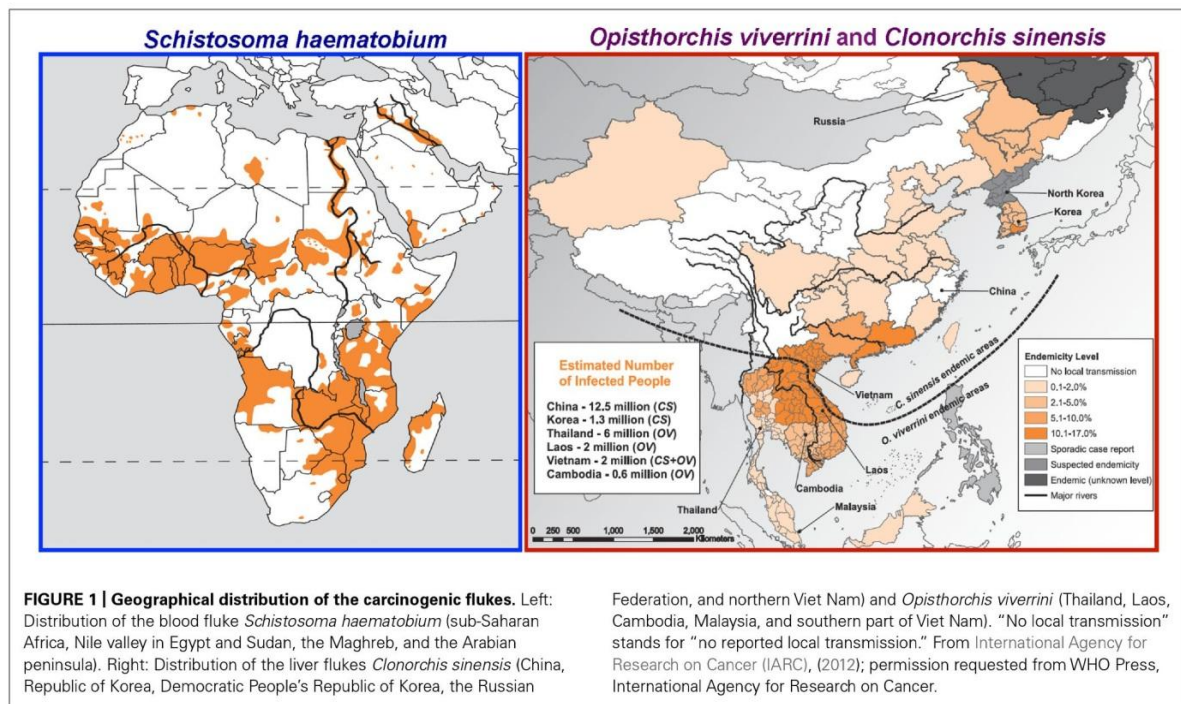 Schistosoma haematobium
Opisthorchis viverrini and Clonorchis sinensis
Russia
North Korea
Korea
China
Estimated Number
of Infected People
China - 12.5 million (CS)
Korea - 1.3 million (CS)
Thailand - 6 million (OV)
Laos - 2 million (OV)
Vietnam - 2 million (CS+OV)
Cambodia - 0.6 million (OV)
Vietnam
C. sinensis endemic areas
O. viverrini endemic areas
Laos
Cambodia
Thailand
Malaysia
0 250 500 1,000 1,500 2,000
Kilometers
Endemicity Level
No local transmission
0.1-2.0%
2.1-5.0%
5.1-10.0%
10.1-17.0%
Sporadic case report
Suspected endemicity
Endemic (unknown level)
Major rivers
FIGURE 1 | Geographical distribution of the carcinogenic flukes. Left:
Distribution of the blood fluke Schistosoma haematobium (sub-Saharan
Africa, Nile valley in Egypt and Sudan, the Maghreb, and the Arabian
peninsula). Right: Distribution of the liver flukes Clonorchis sinensis (China,
Republic of Korea, Democratic People's Republic of Korea, the Russian
Federation, and northern Viet Nam) and Opisthorchis viverrini (Thailand, Laos,
Cambodia, Malaysia, and southern part of Viet Nam). “No local transmission”
stands for “no reported local transmission.” From International Agency for
Research on Cancer (IARC), (2012); permission requested from WHO Press,
International Agency for Research on Cancer.